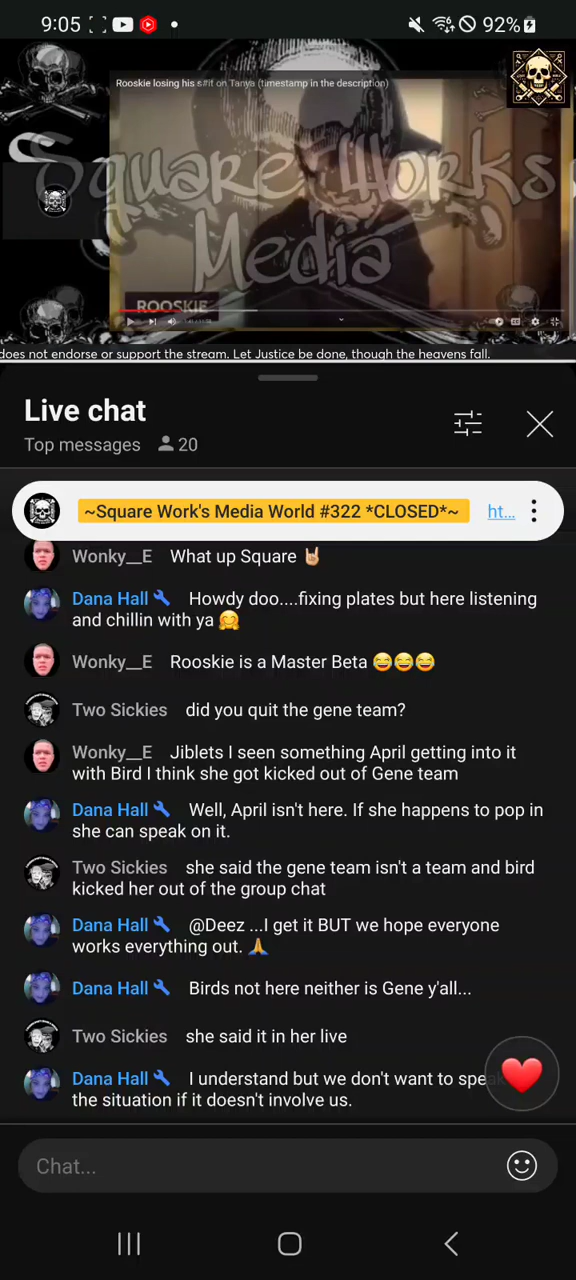 9:05
92%
Rooskie losing his s#it on Tanya (timestamp in the description)
Square Works
Media
ROOSKIE
does not endorse or support the stream. Let Justice be done, though the heavens fall.
Live chat
Top messages 20
~Square Work's Media World #322 *CLOSED*~ ht...
Wonky__E What up Square 🤘🏼
Dana Hall Howdy doo....fixing plates but here listening
and chillin with ya 🤗
Wonky__E Rooskie is a Master Beta 😂😂😂
Two Sickies did you quit the gene team?
Wonky__E Jiblets I seen something April getting into it
with Bird I think she got kicked out of Gene team
Dana Hall Well, April isn't here. If she happens to pop in
she can speak on it.
Two Sickies she said the gene team isn't a team and bird
kicked her out of the group chat
Dana Hall @Deez ...I get it BUT we hope everyone
works everything out. 🙏
Dana Hall Birds not here neither is Gene y'all...
Two Sickies she said it in her live
Dana Hall I understand but we don't want to
the situation if it doesn't involve us.
Chat...